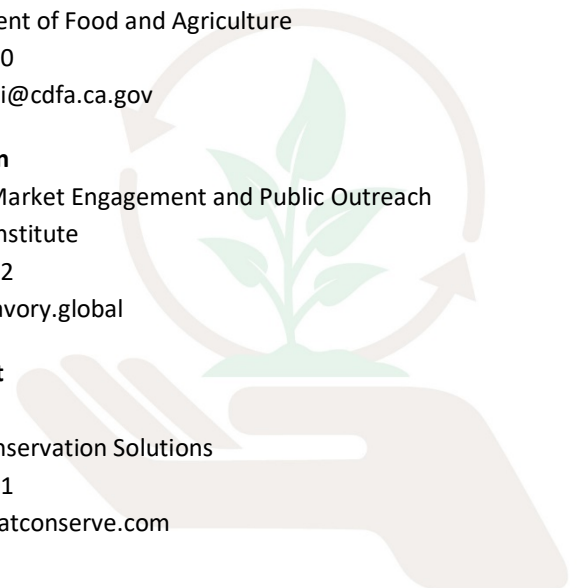 ent of Food and Agriculture
0
i@cdfa.ca.gov
n
Market Engagement and Public Outreach
nstitute
2
avory.global
t
nservation Solutions
1
atconserve.com